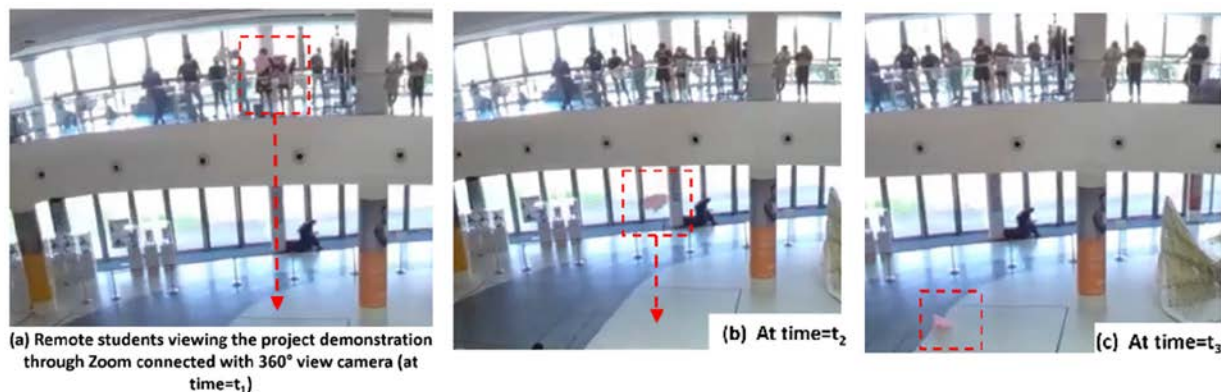 (a) Remote students viewing the project demonstration
through Zoom connected with 360° view camera (at
time=t₁)
(b) At time=t₂
(c) At time=t₃